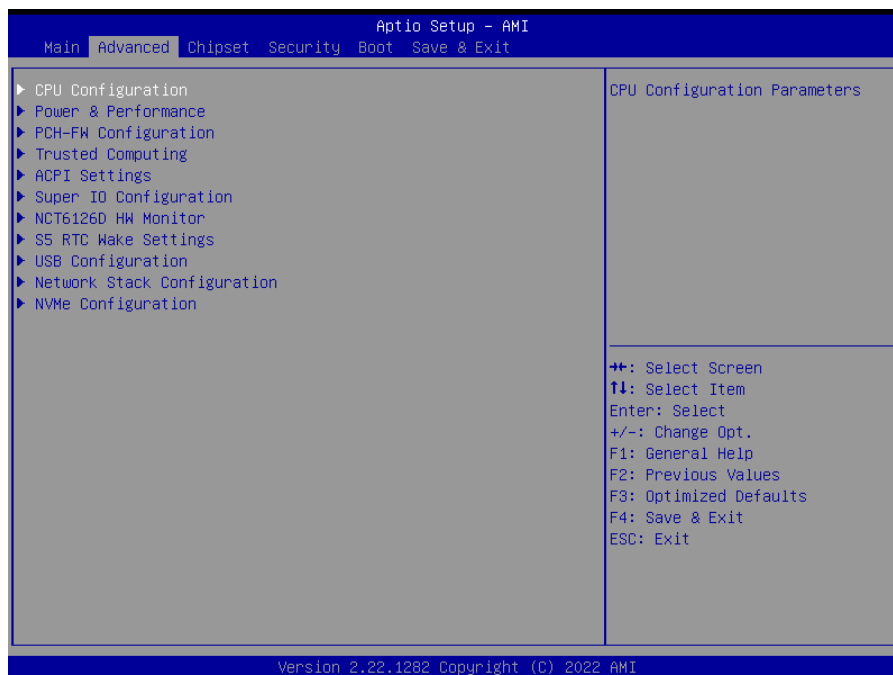 Aptio Setup – AMI
Main Advanced Chipset Security Boot Save & Exit
▶ CPU Configuration
▶ Power & Performance
▶ PCH-FW Configuration
▶ Trusted Computing
▶ ACPI Settings
▶ Super IO Configuration
▶ NCT6126D HW Monitor
▶ S5 RTC Wake Settings
▶ USB Configuration
▶ Network Stack Configuration
▶ NVMe Configuration
CPU Configuration Parameters
→←: Select Screen
↑↓: Select Item
Enter: Select
+/-: Change Opt.
F1: General Help
F2: Previous Values
F3: Optimized Defaults
F4: Save & Exit
ESC: Exit
Version 2.22.1282 Copyright (C) 2022 AMI